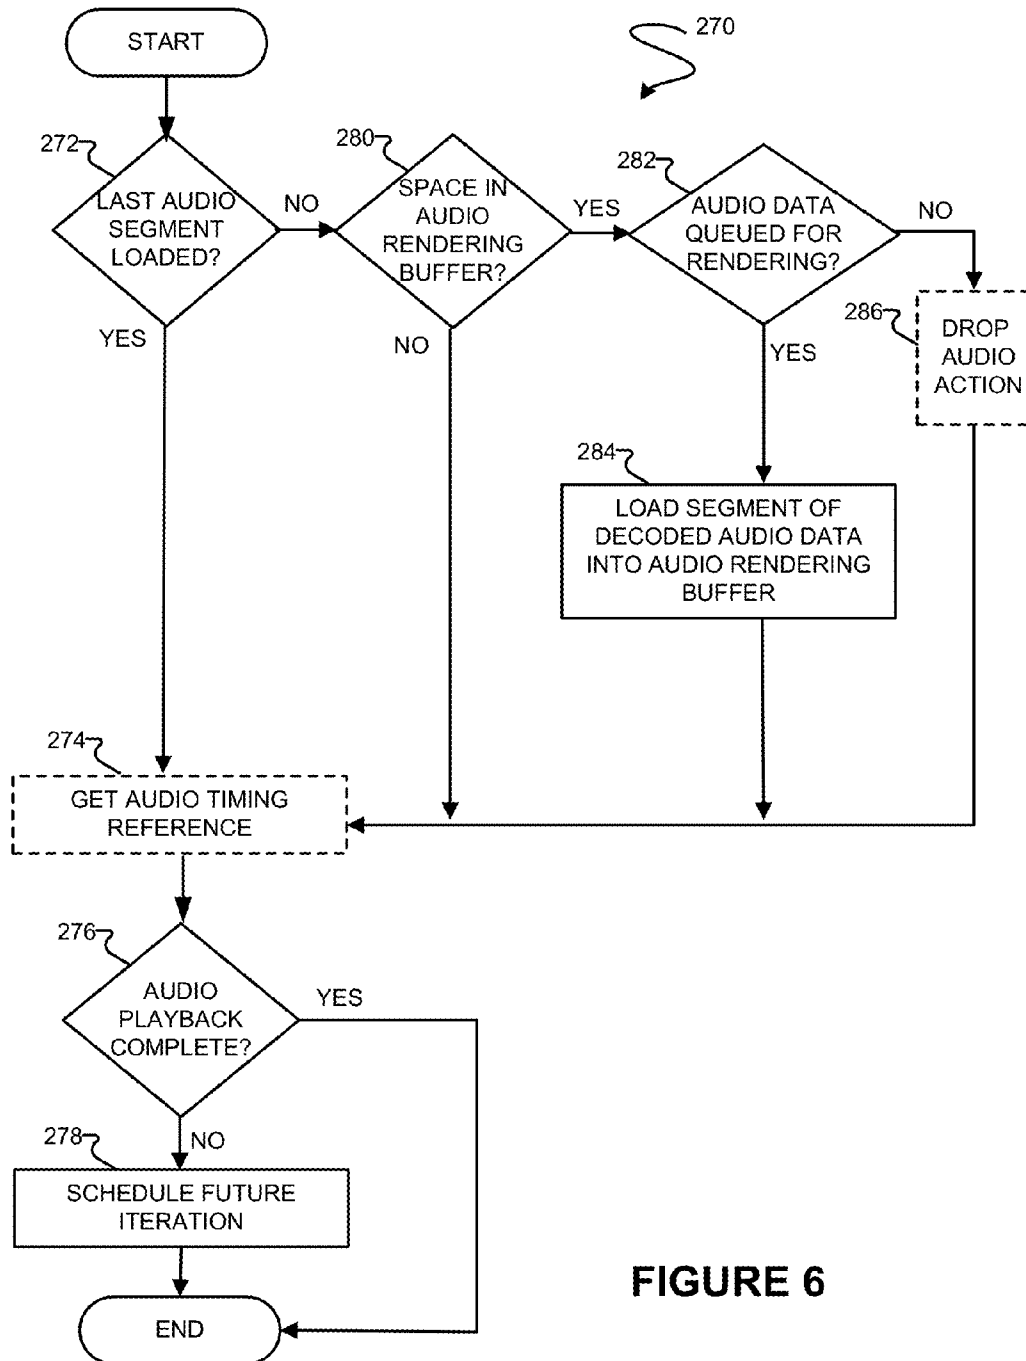 START
270
272
LAST AUDIO
SEGMENT
LOADED?
NO
YES
280
SPACE IN
AUDIO
RENDERING
BUFFER?
YES
NO
282
AUDIO DATA
QUEUED FOR
RENDERING?
NO
YES
286
DROP
AUDIO
ACTION
284
LOAD SEGMENT OF
DECODED AUDIO DATA
INTO AUDIO RENDERING
BUFFER
274
GET AUDIO TIMING
REFERENCE
276
AUDIO
PLAYBACK
COMPLETE?
YES
NO
278
SCHEDULE FUTURE
ITERATION
END
FIGURE 6